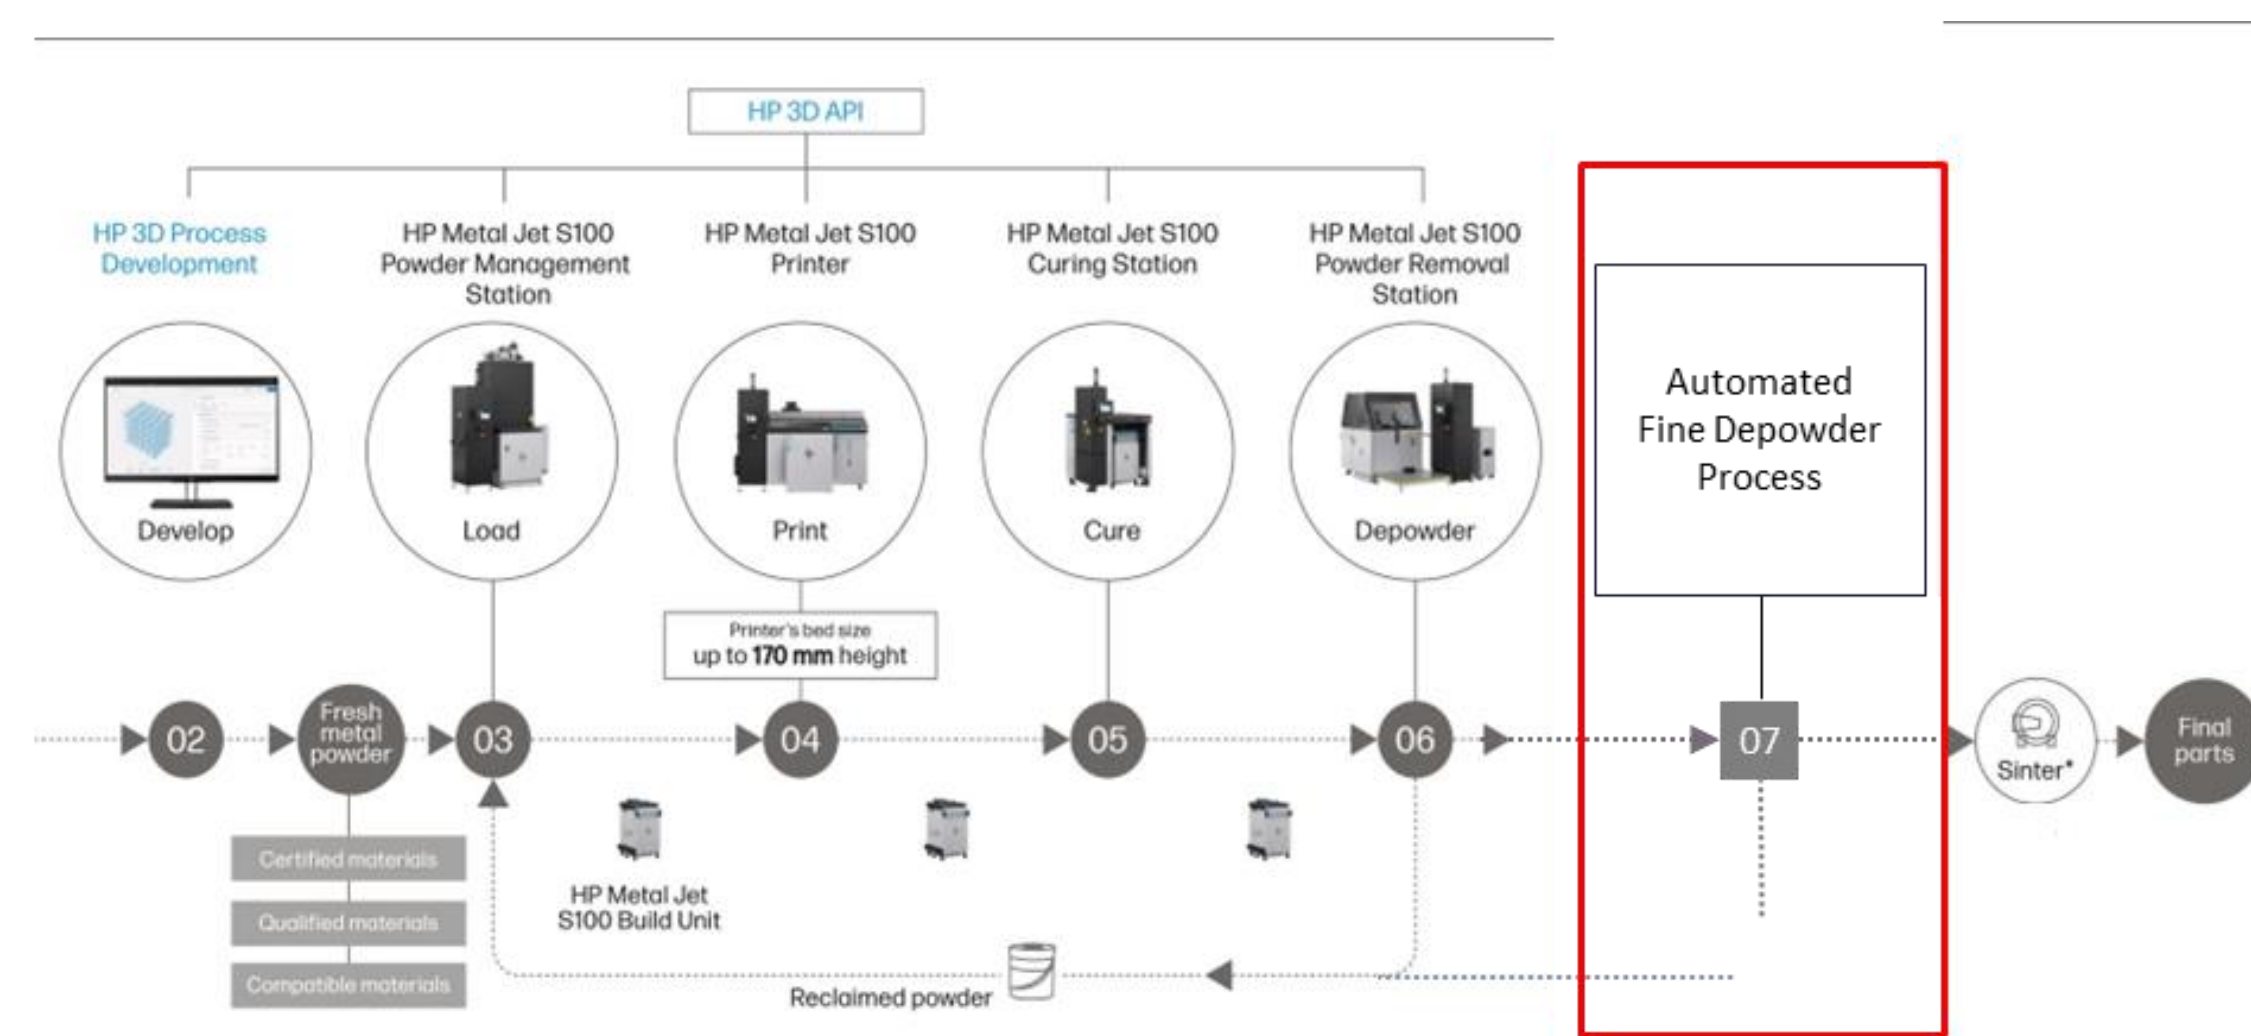 HP 3D API
HP 3D Process
Development
HP Metal Jet S100
Powder Management
Station
HP Metal Jet S100
Printer
HP Metal Jet S100
Curing Station
HP Metal Jet S100
Powder Removal
Station
Automated
Fine Depowder
Process
Develop
Load
Print
Cure
Depowder
Printer's bed size
up to 170 mm height
02
Fresh
metal
powder
03
04
05
06
07
Sinter*
Final
parts
Certified materials
Qualified materials
Compatible materials
HP Metal Jet
S100 Build Unit
Reclaimed powder